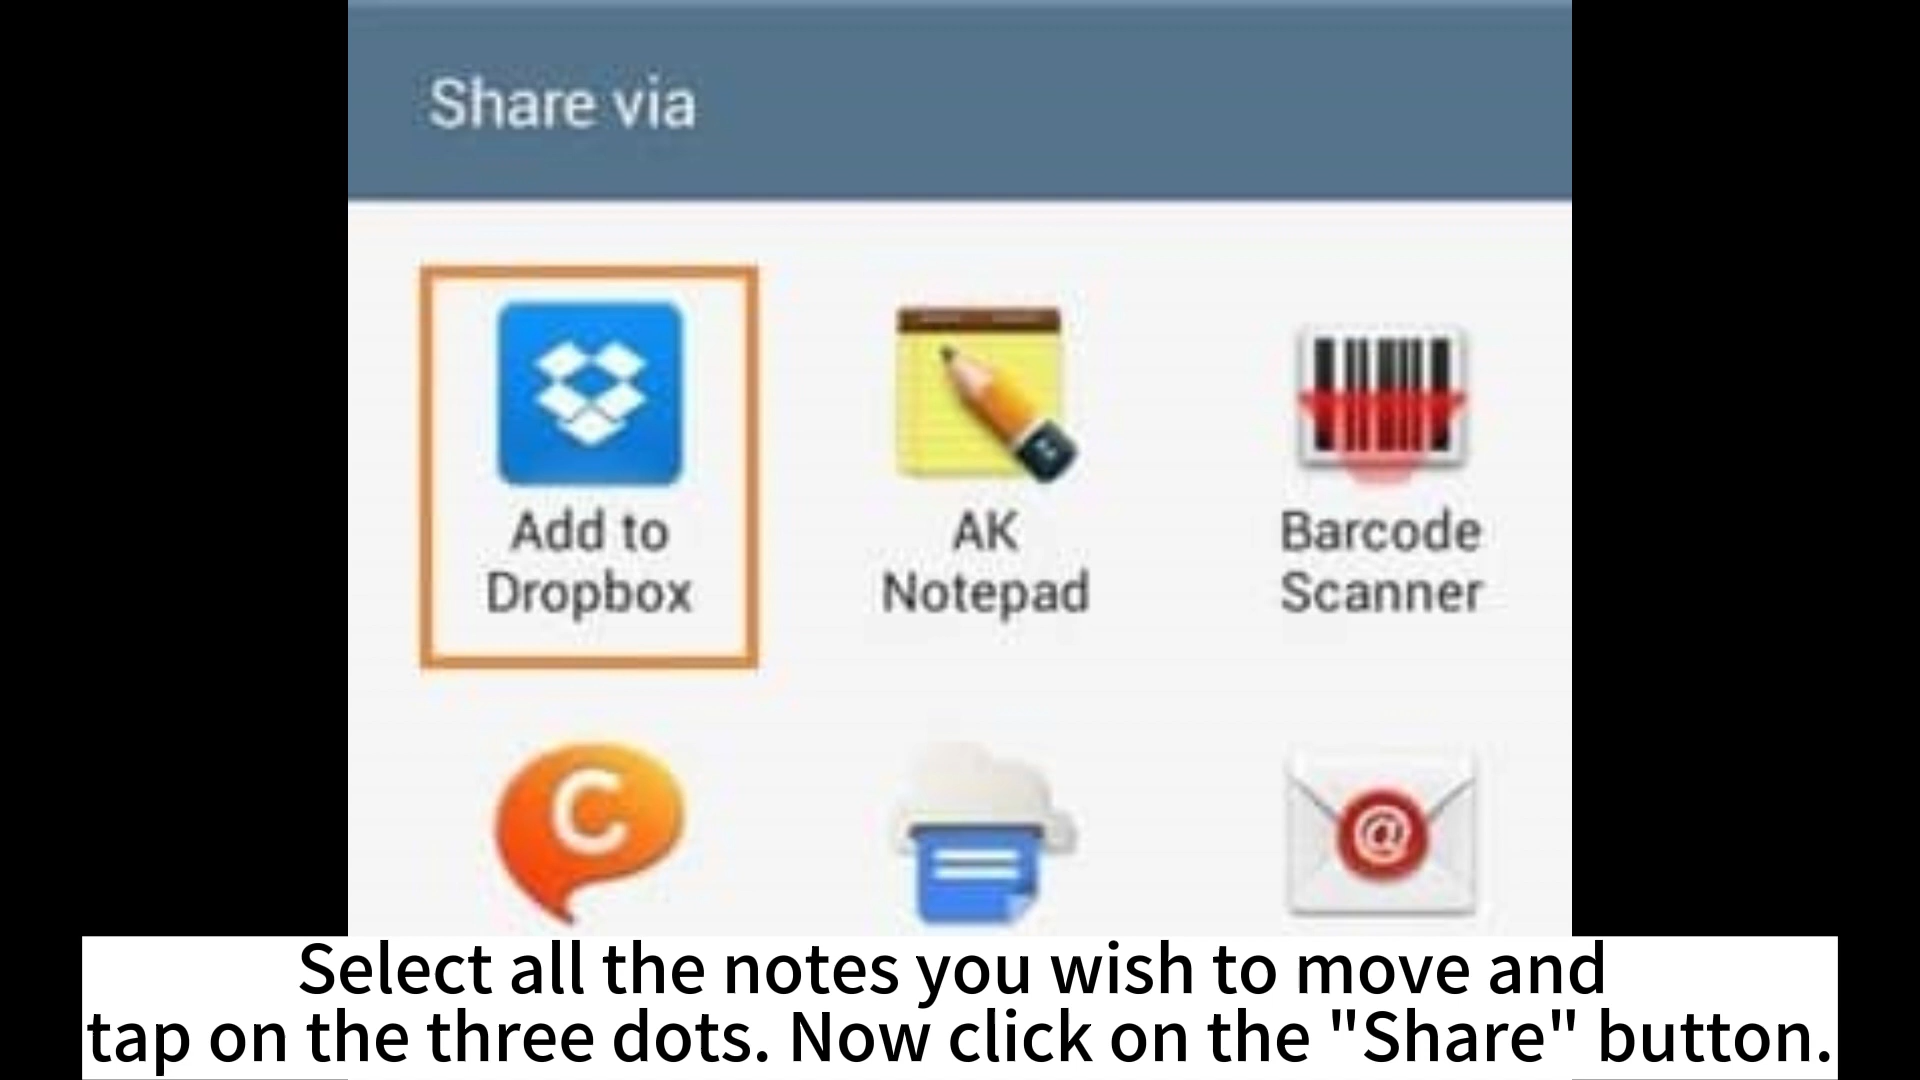 Share via
Add to
Dropbox
AK
Notepad
Barcode
Scanner
C
@
Select all the notes you wish to move and
tap on the three dots. Now click on the "Share" button.